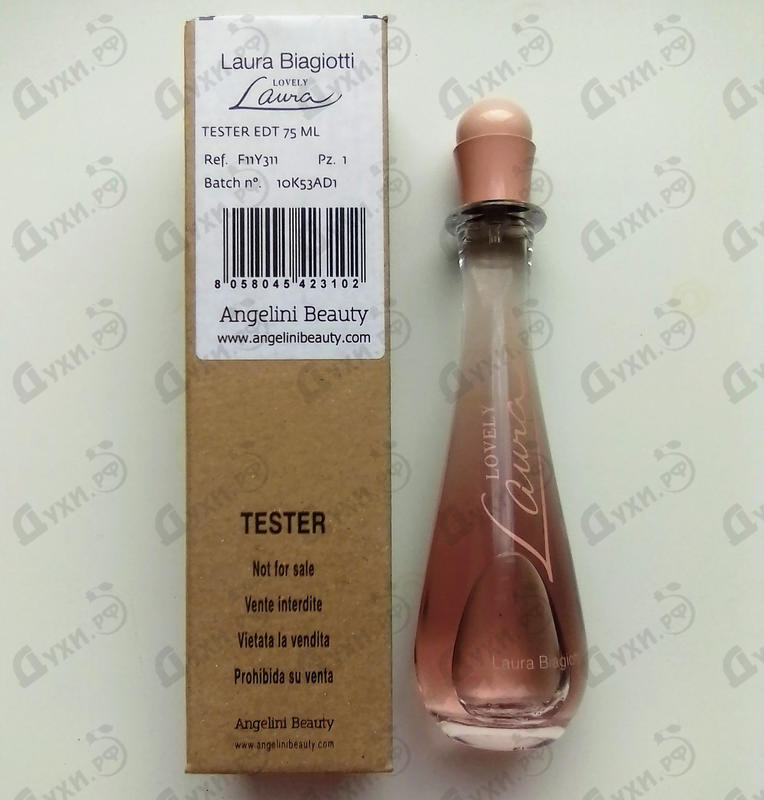 Laura Biagiotti
LOVELY
Laura
TESTER EDT 75 ML
Ref. F11Y311 Pz. 1
Batch n°. 10K53AD1
8 058045 423102
Angelini Beauty
www.angelinibeauty.com
TESTER
Not for sale
Vente interdite
Vietata la vendita
Prohibida su venta
Angelini Beauty
www.angelinibeauty.com
LOVELY
Laura
Laura Biagiotti
Духи.рф